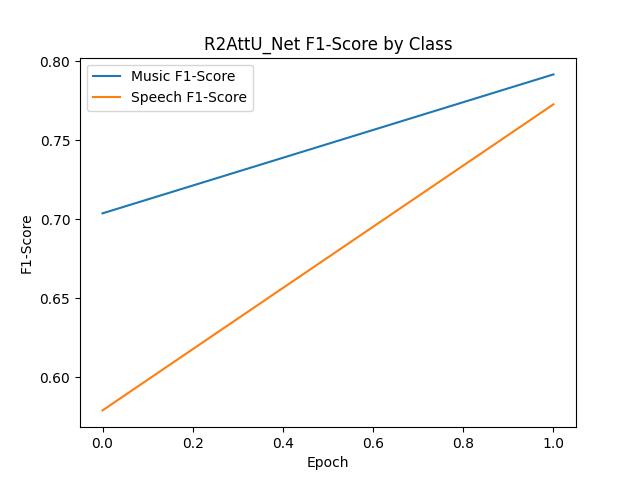 R2AttU_Net F1-Score by Class
Music F1-Score
Speech F1-Score
F1-Score
0.80
0.75
0.70
0.65
0.60
0.0 0.2 0.4 0.6 0.8 1.0
Epoch